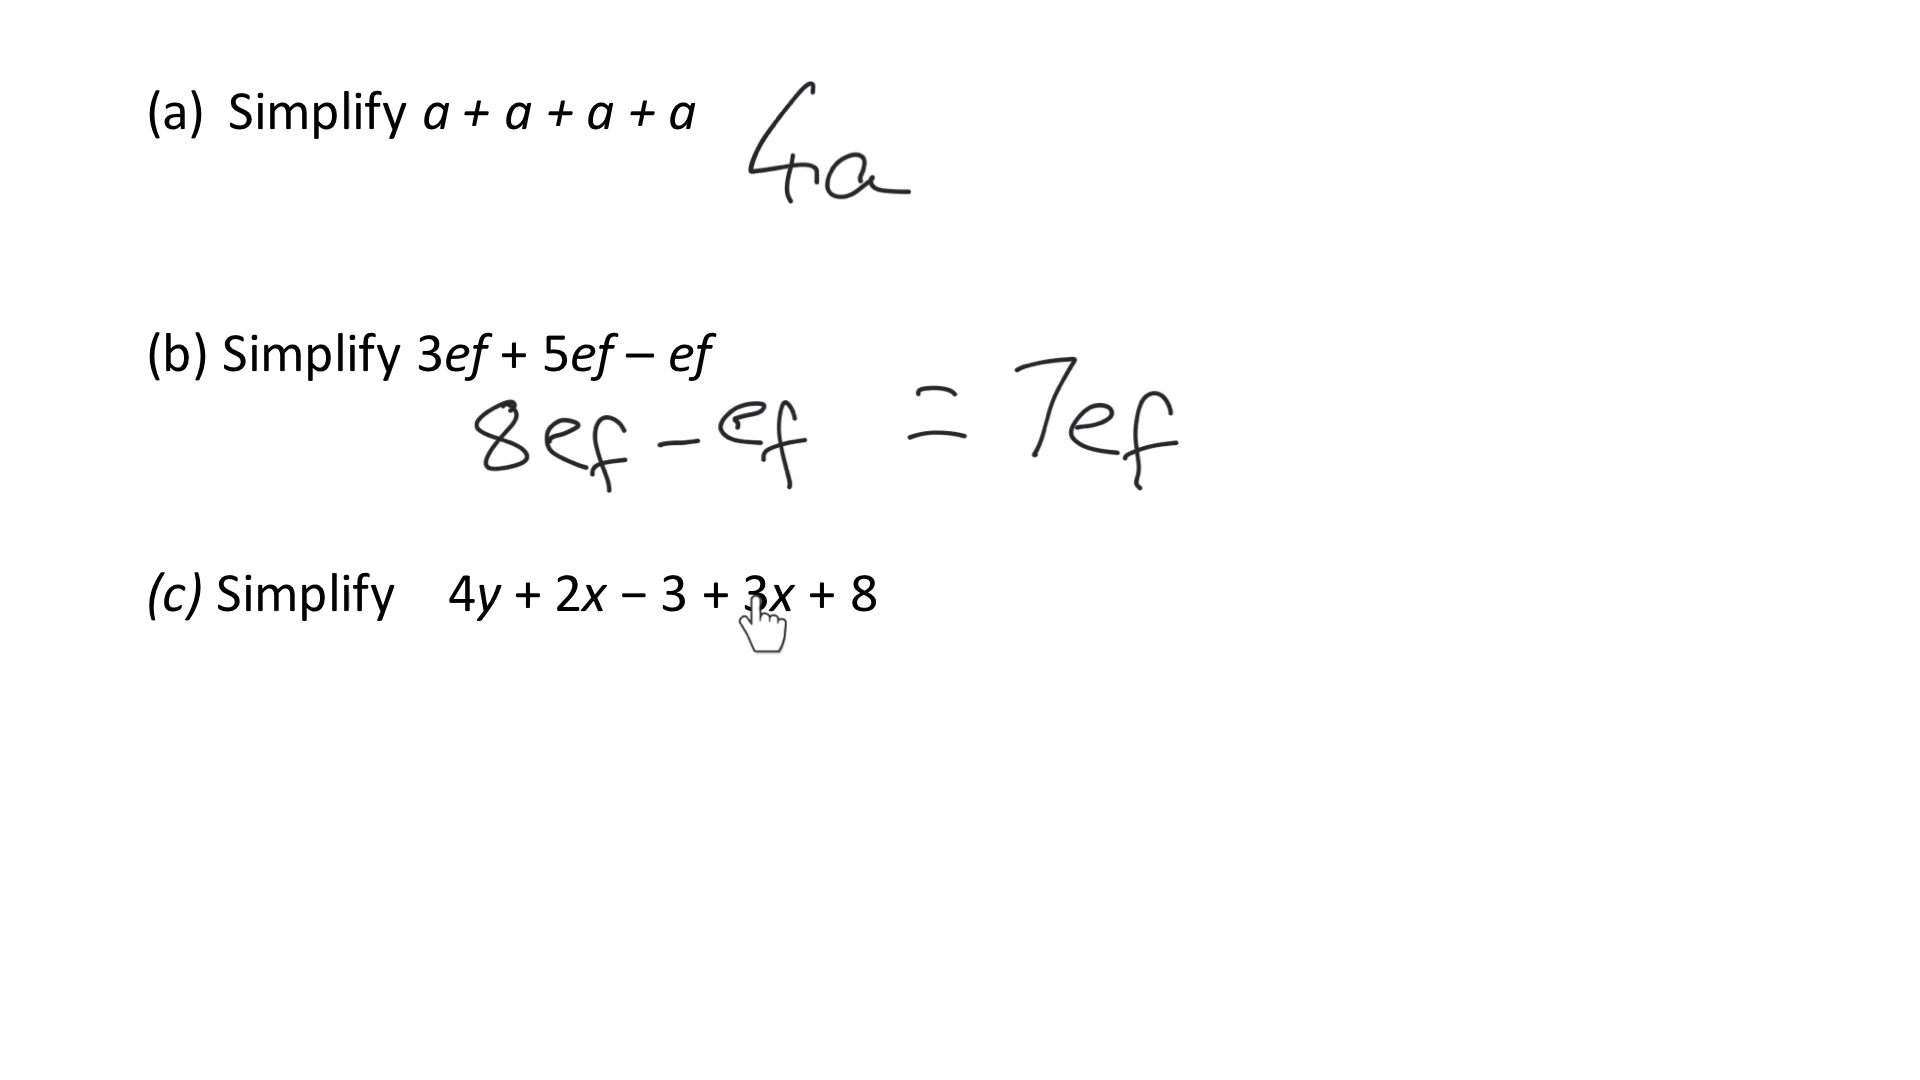 (a) Simplify a + a + a + a 4a
(b) Simplify 3ef + 5ef – ef
8ef – ef = 7ef
(c) Simplify 4y + 2x – 3 + 3x + 8